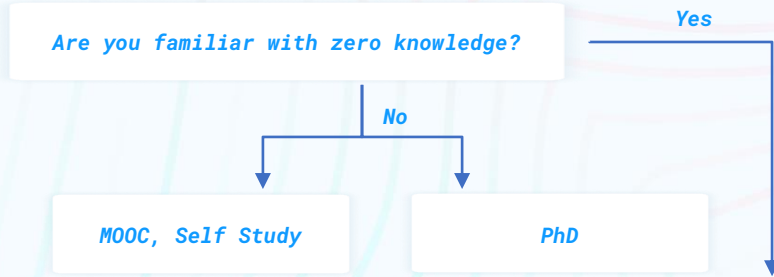 Yes
Are you familiar with zero knowledge?
No
MOOC, Self Study
PhD